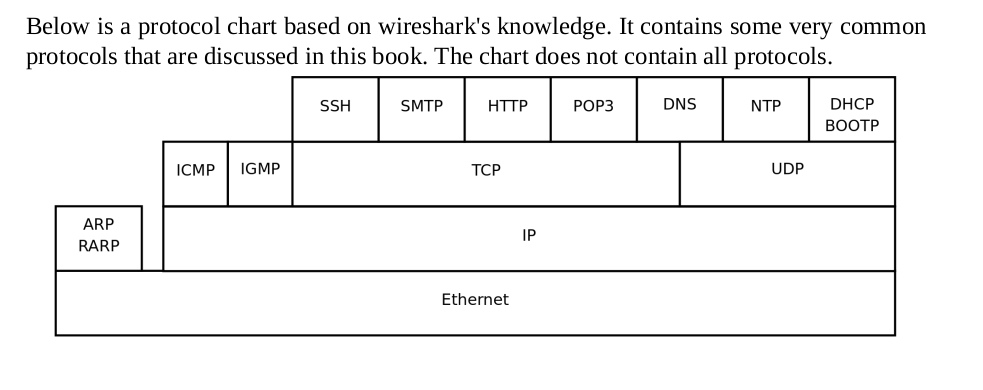 Below is a protocol chart based on wireshark's knowledge. It contains some very common
protocols that are discussed in this book. The chart does not contain all protocols.
SSH SMTP HTTP POP3 DNS NTP DHCP
BOOTP
ICMP IGMP TCP UDP
ARP
RARP
IP
Ethernet